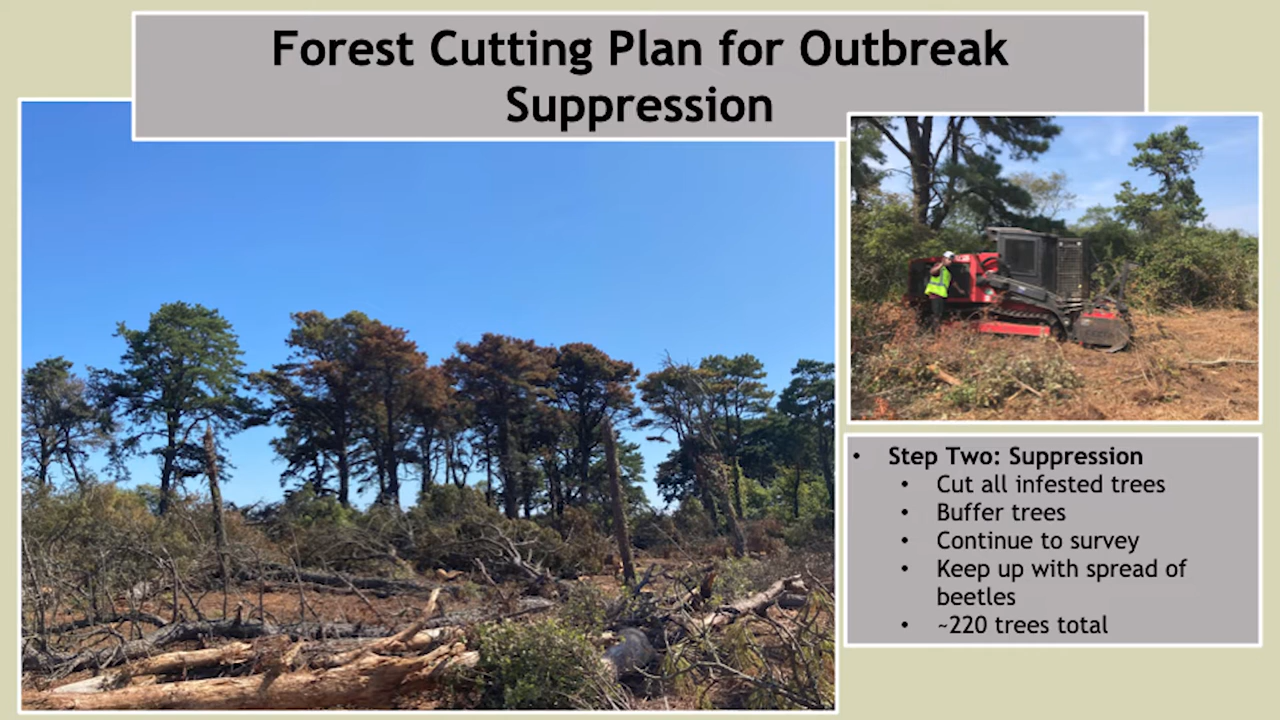 Forest Cutting Plan for Outbreak
Suppression
• Step Two: Suppression
• Cut all infested trees
• Buffer trees
• Continue to survey
• Keep up with spread of
beetles
• ~220 trees total